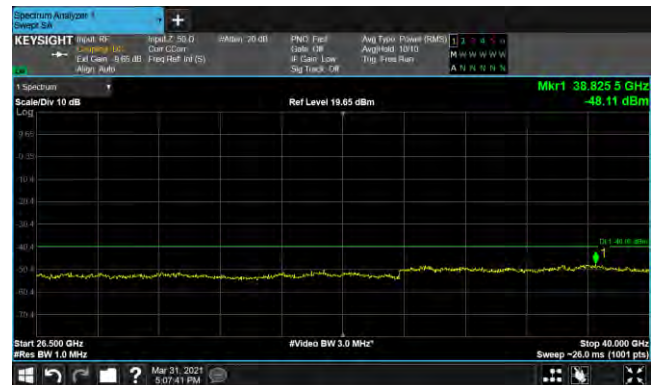 Spectrum Analyzer 1
Swept SA
+
KEYSIGHT Input: RF Input Z: 50 Ω #Atten: 20 dB PNO: Fast Avg Type: Power (RMS) 1 2 3 4 5 6
Coupling: DC Corr CCorr Gate: Off Avg|Hold: 10/10 M W W W W W
Ext Gain: -9.65 dB Freq Ref: Int (S) IF Gain: Low Trig: Free Run
Align: Auto Sig Track: Off A N N N N N
1 Spectrum Mkr1 38.825 5 GHz
Scale/Div 10 dB Ref Level 19.65 dBm -48.11 dBm
Log
9.65
-0.35
-10.4
-20.4
-30.4
-40.4
1
-50.4
-60.4
-70.4
Start 26.500 GHz #Video BW 3.0 MHz* Stop 40.000 GHz
#Res BW 1.0 MHz Sweep ~26.0 ms (1001 pts)
? Mar 31, 2021
5:07:41 PM